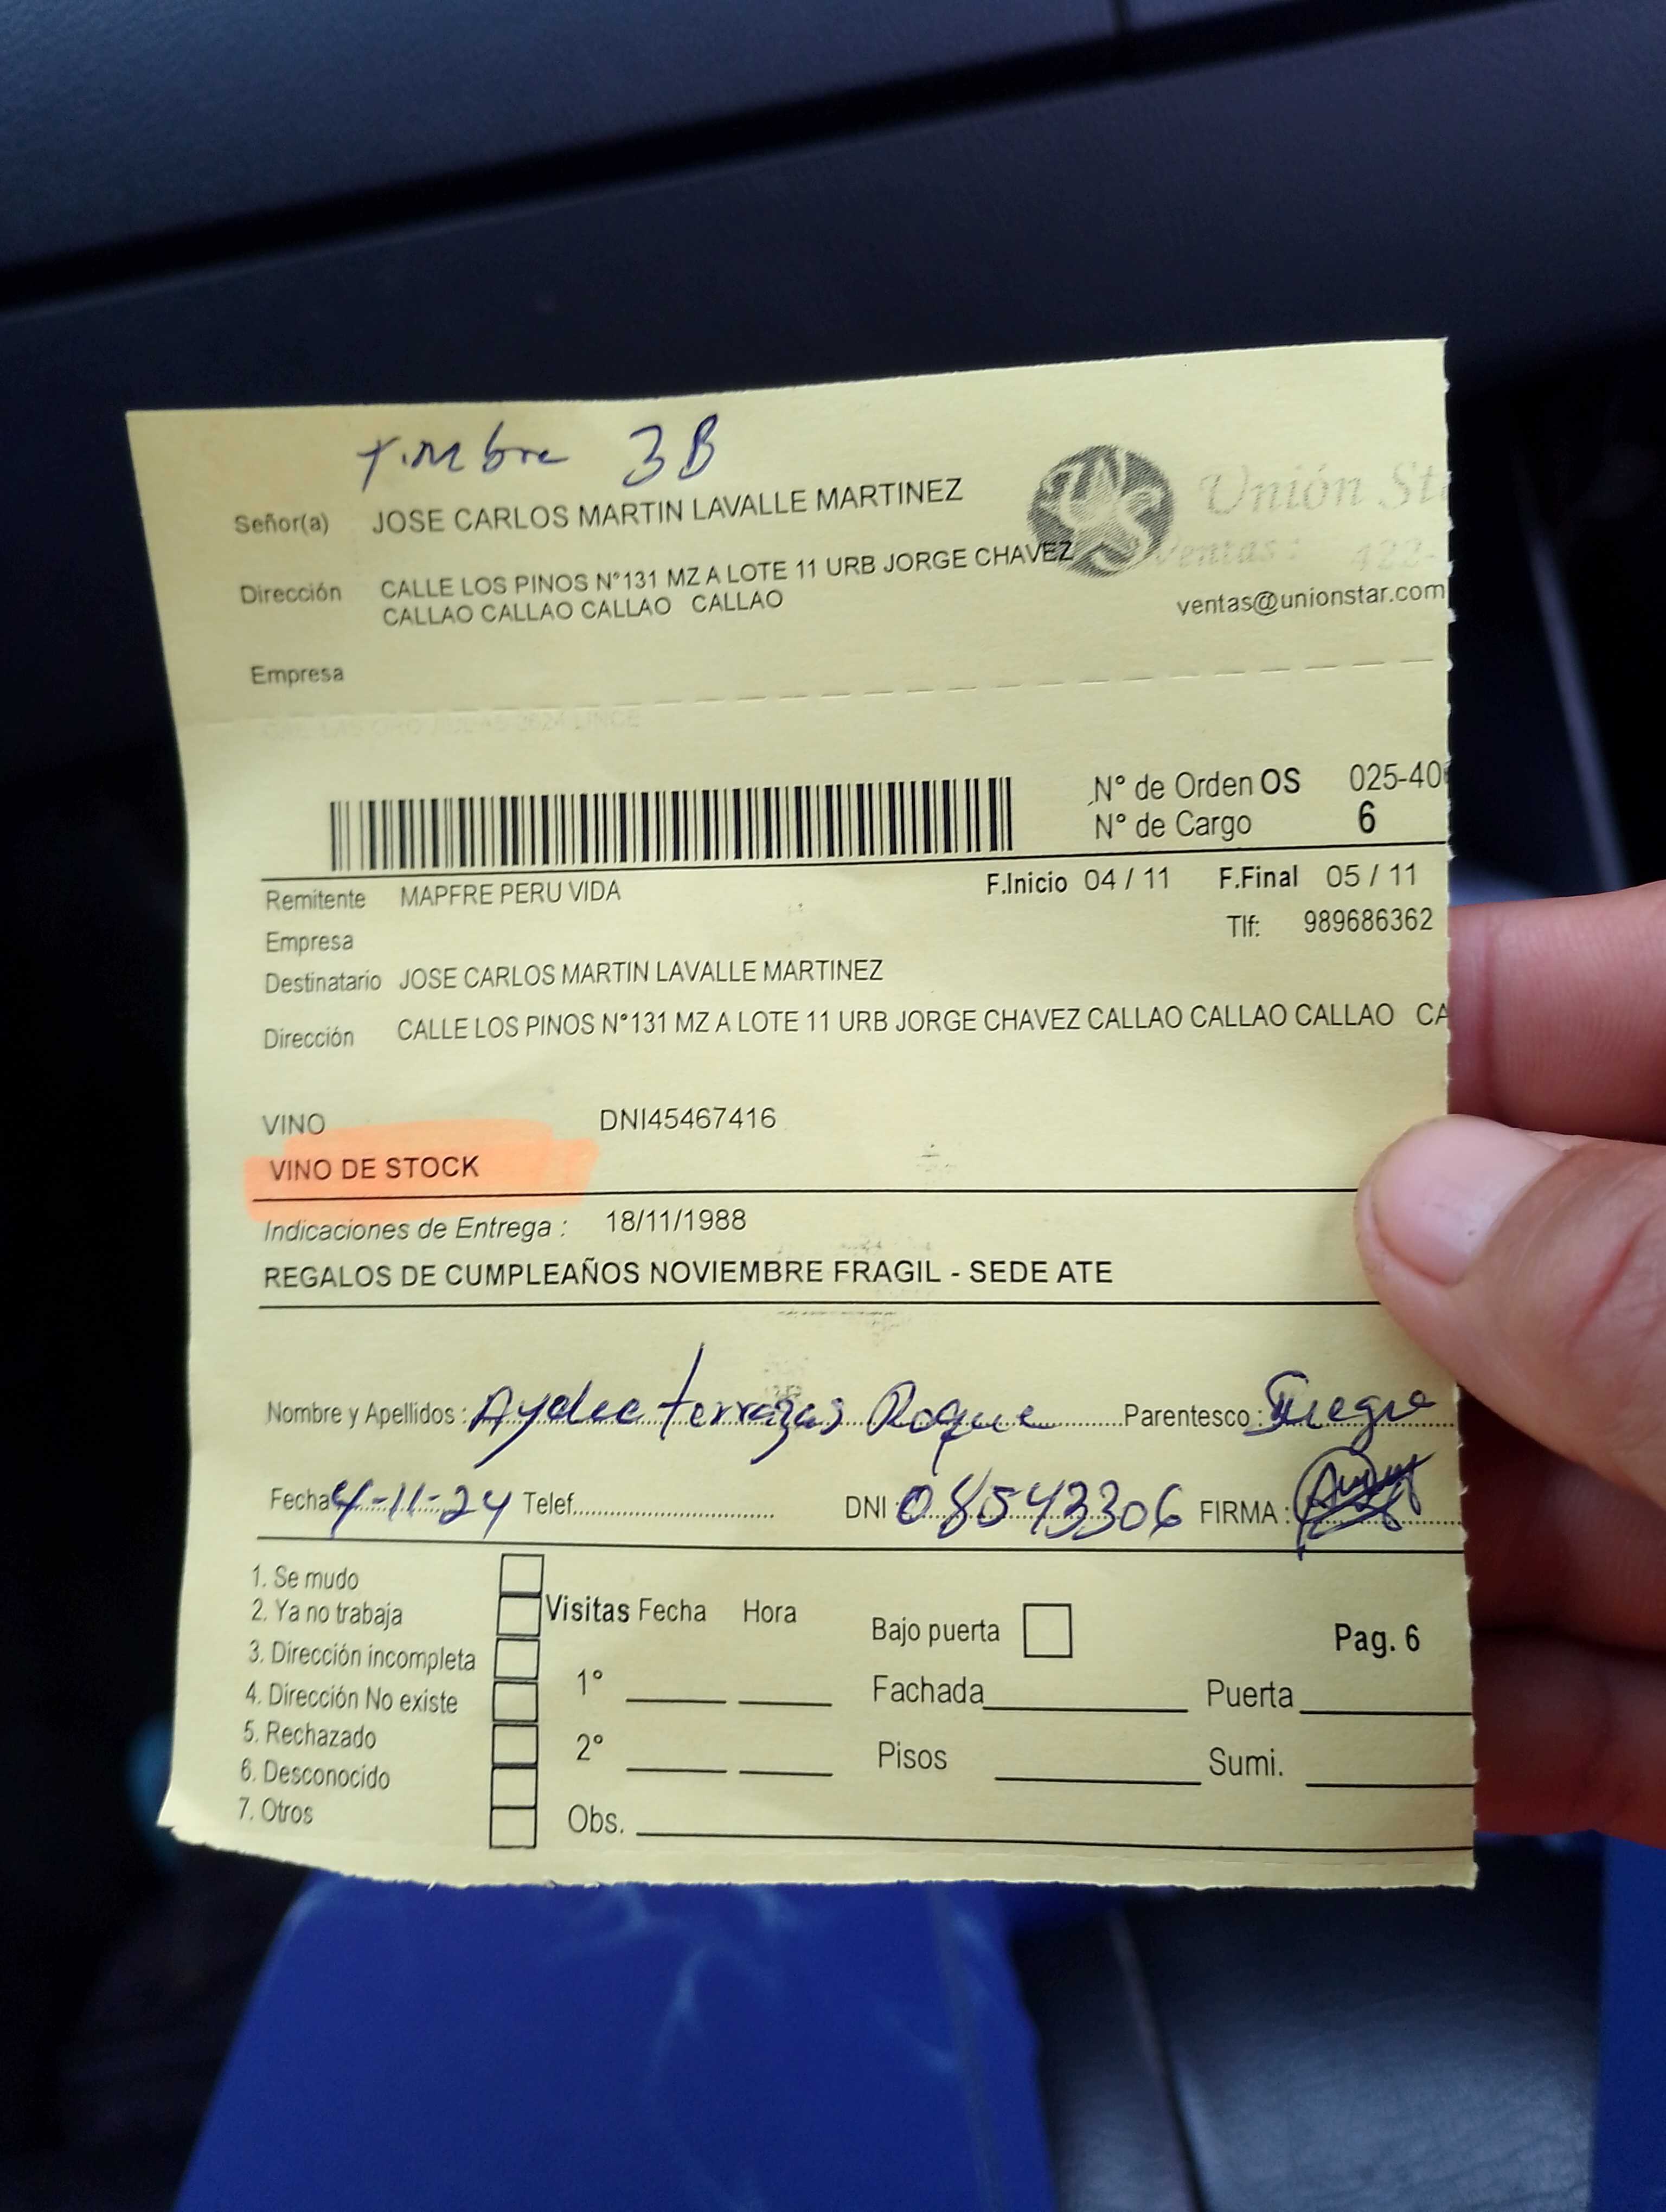 Timbre 3B
Señor(a) JOSE CARLOS MARTIN LAVALLE MARTINEZ
Unión St
Dirección CALLE LOS PINOS N°131 MZ A LOTE 11 URB JORGE CHAVEZ
Ventas: 422-
CALLAO CALLAO CALLAO CALLAO
ventas@unionstar.com
Empresa
N° de Orden OS 025-40
N° de Cargo 6
Remitente MAPFRE PERU VIDA F.Inicio 04 / 11 F.Final 05 / 11
Empresa Tlf: 989686362
Destinatario JOSE CARLOS MARTIN LAVALLE MARTINEZ
Dirección CALLE LOS PINOS N°131 MZ A LOTE 11 URB JORGE CHAVEZ CALLAO CALLAO CALLAO CA
VINO DNI45467416
VINO DE STOCK
Indicaciones de Entrega : 18/11/1988
REGALOS DE CUMPLEAÑOS NOVIEMBRE FRAGIL - SEDE ATE
Nombre y Apellidos : Aydee Terrazas Roque Parentesco : Suegra
Fecha 4-11-24 Telef. DNI : 08543306 FIRMA :
1. Se mudo
2. Ya no trabaja Visitas Fecha Hora Bajo puerta Pag. 6
3. Dirección incompleta
4. Dirección No existe 1° Fachada Puerta
5. Rechazado
6. Desconocido 2° Pisos Sumi.
7. Otros Obs.